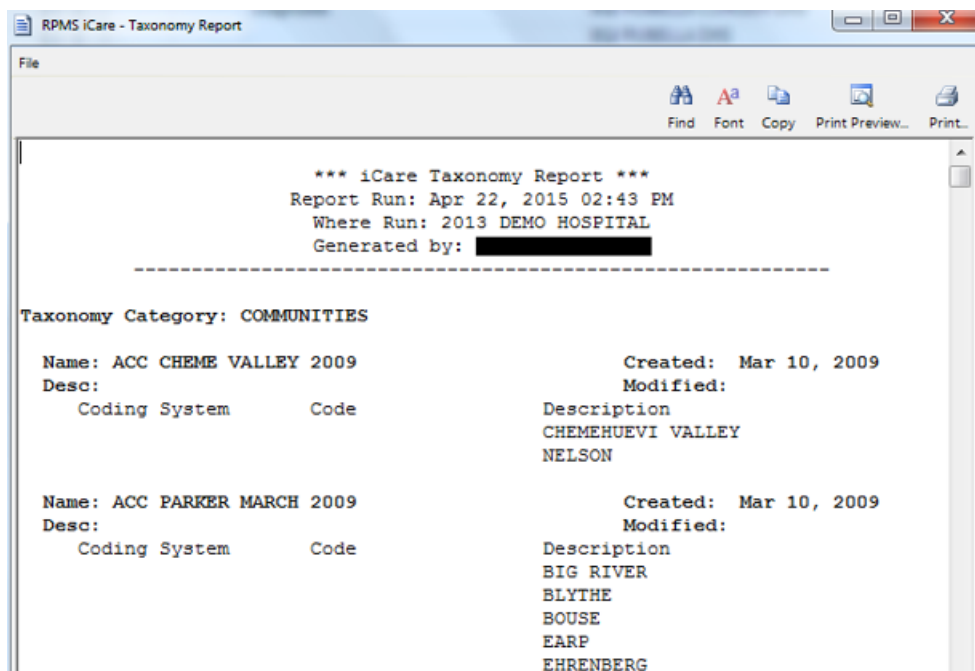 RPMS iCare - Taxonomy Report
File
Find Font Copy Print Preview... Print...
*** iCare Taxonomy Report ***
Report Run: Apr 22, 2015 02:43 PM
Where Run: 2013 DEMO HOSPITAL
Generated by:
------------------------------------------------------------
Taxonomy Category: COMMUNITIES
Name: ACC CHEME VALLEY 2009 Created: Mar 10, 2009
Desc: Modified:
Coding System Code Description
CHEMEHUEVI VALLEY
NELSON
Name: ACC PARKER MARCH 2009 Created: Mar 10, 2009
Desc: Modified:
Coding System Code Description
BIG RIVER
BLYTHE
BOUSE
EARP
EHRENBERG